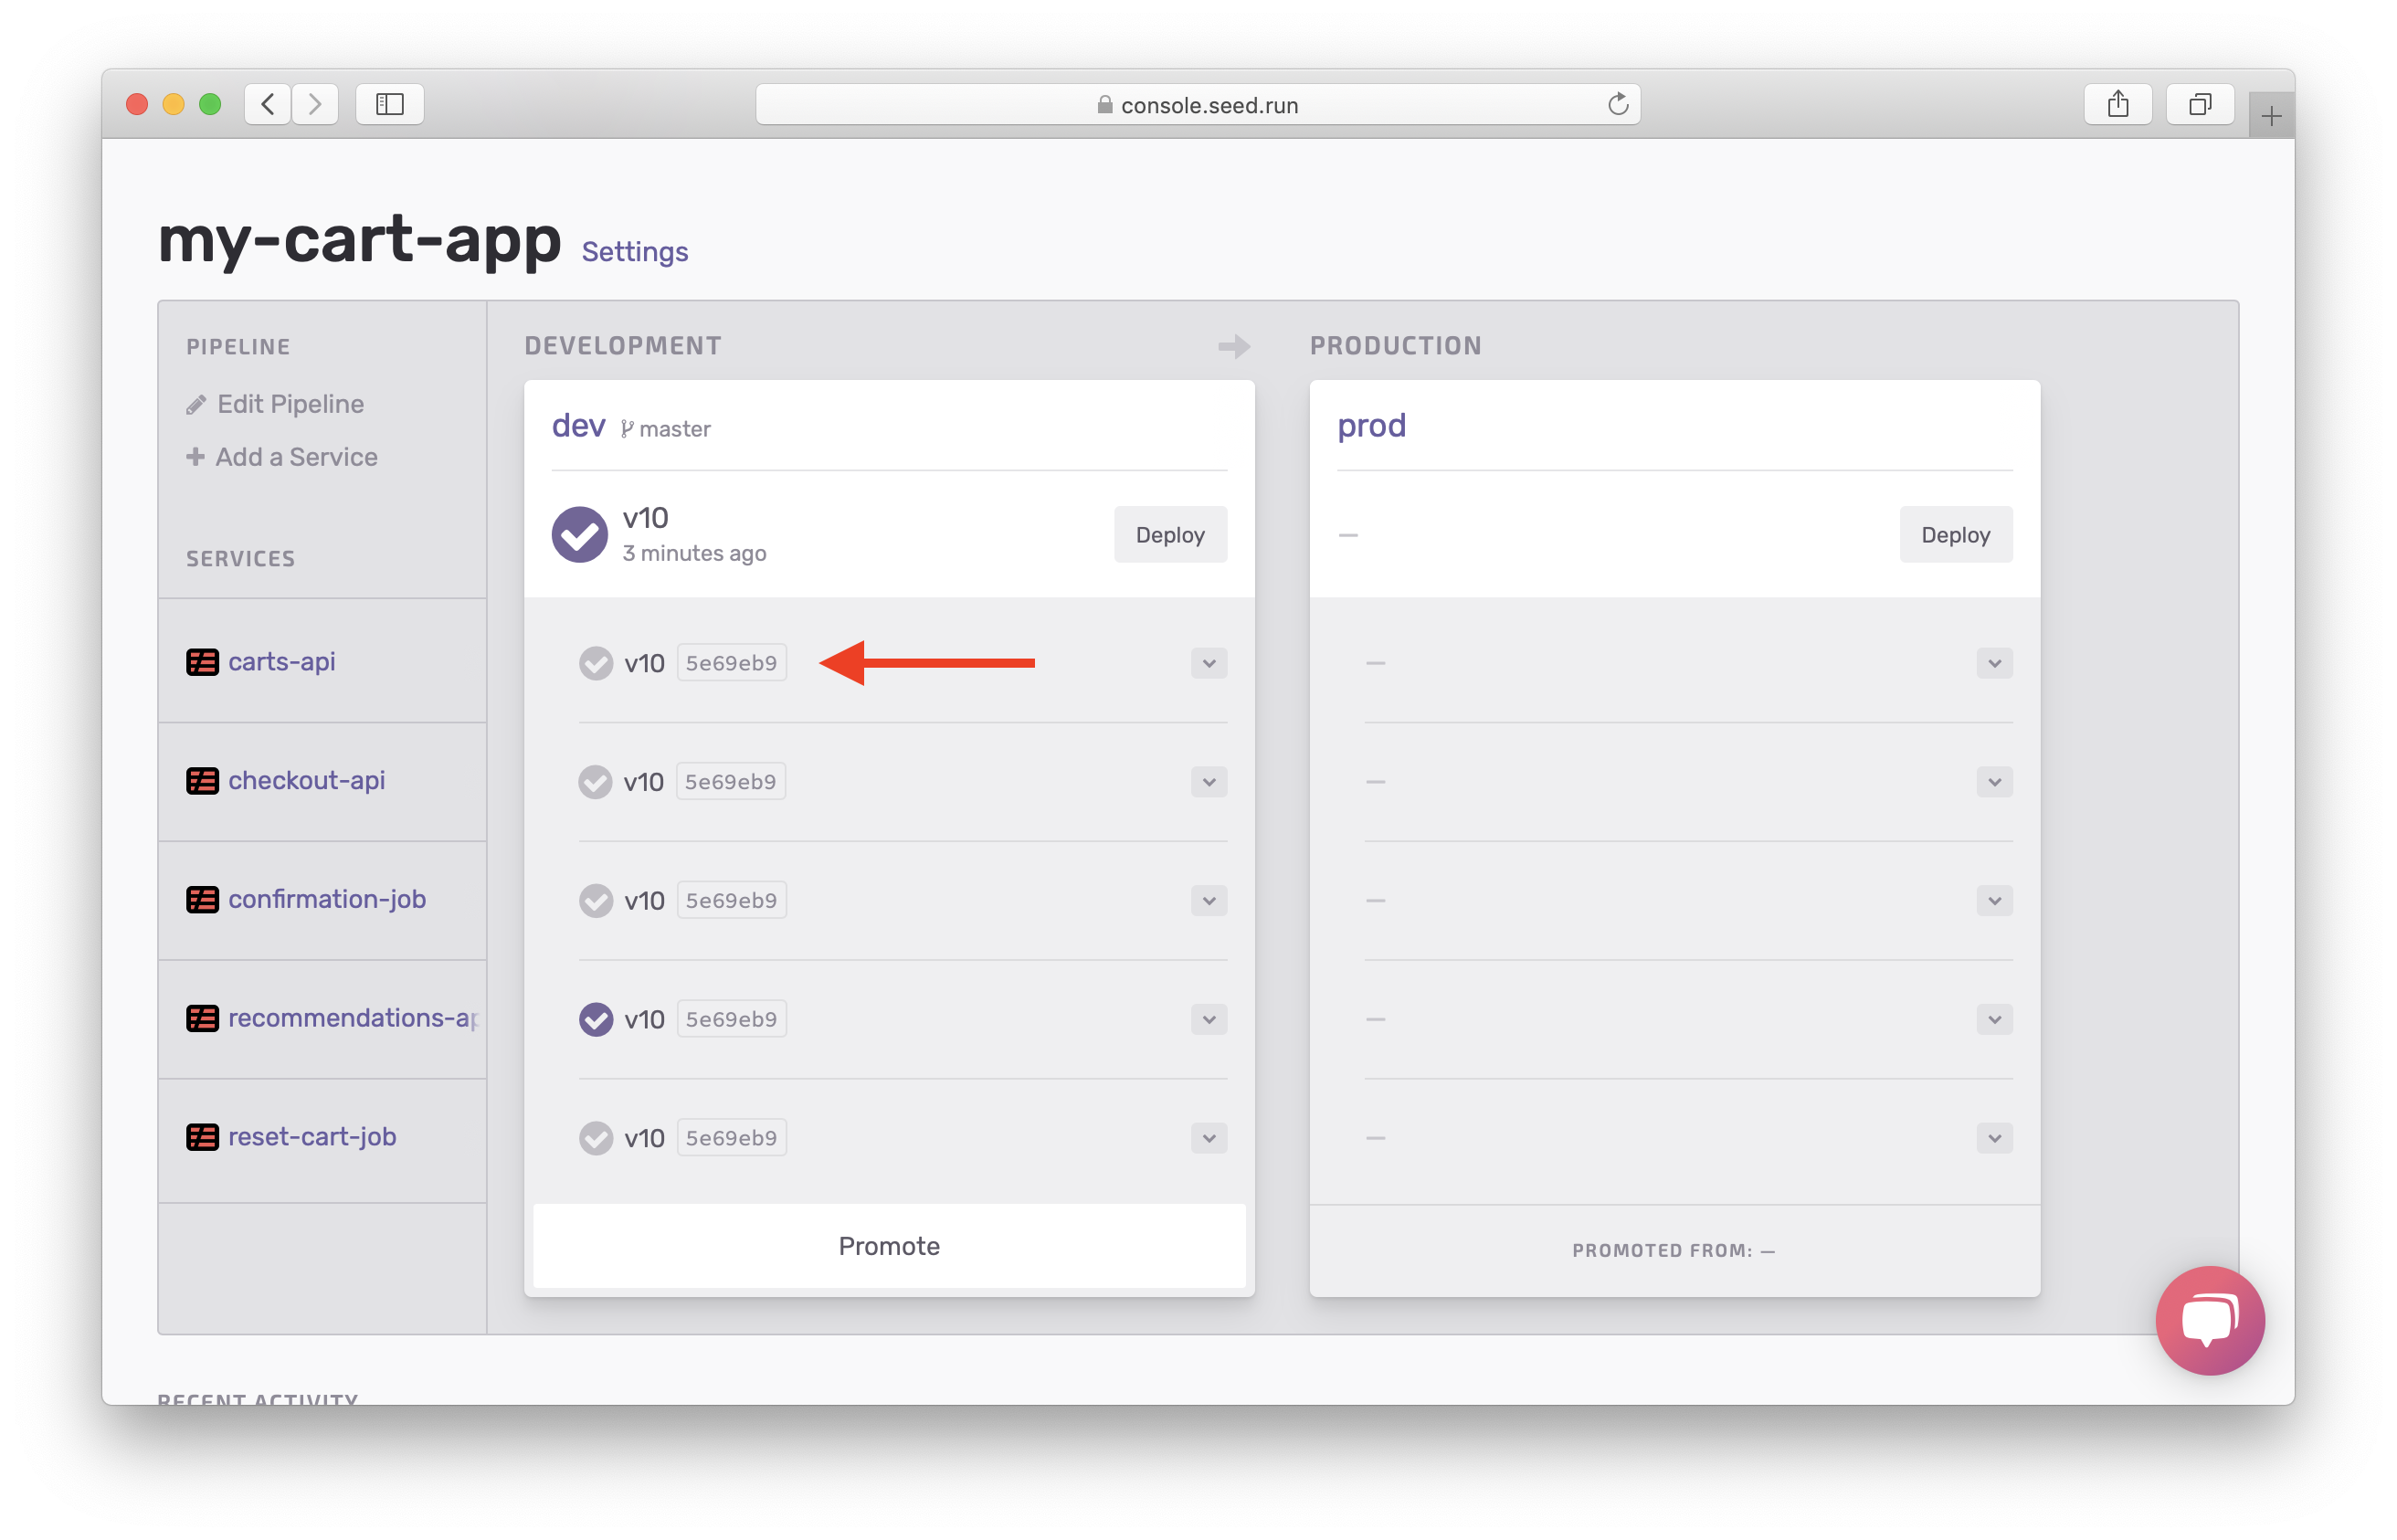 console.seed.run
my-cart-app Settings
PIPELINE
Edit Pipeline
Add a Service
SERVICES
carts-api
checkout-api
confirmation-job
recommendations-ap
reset-cart-job
DEVELOPMENT
dev master
v10
3 minutes ago
Deploy
v10 5e69eb9
v10 5e69eb9
v10 5e69eb9
v10 5e69eb9
v10 5e69eb9
Promote
PRODUCTION
prod
—
Deploy
—
—
—
—
—
PROMOTED FROM: —
RECENT ACTIVITY